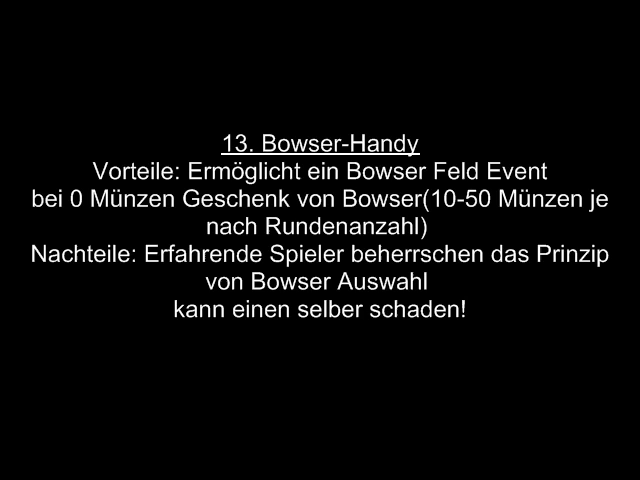 13. Bowser-Handy
Vorteile: Ermöglicht ein Bowser Feld Event
bei 0 Münzen Geschenk von Bowser(10-50 Münzen je
nach Rundenanzahl)
Nachteile: Erfahrende Spieler beherrschen das Prinzip
von Bowser Auswahl
kann einen selber schaden!